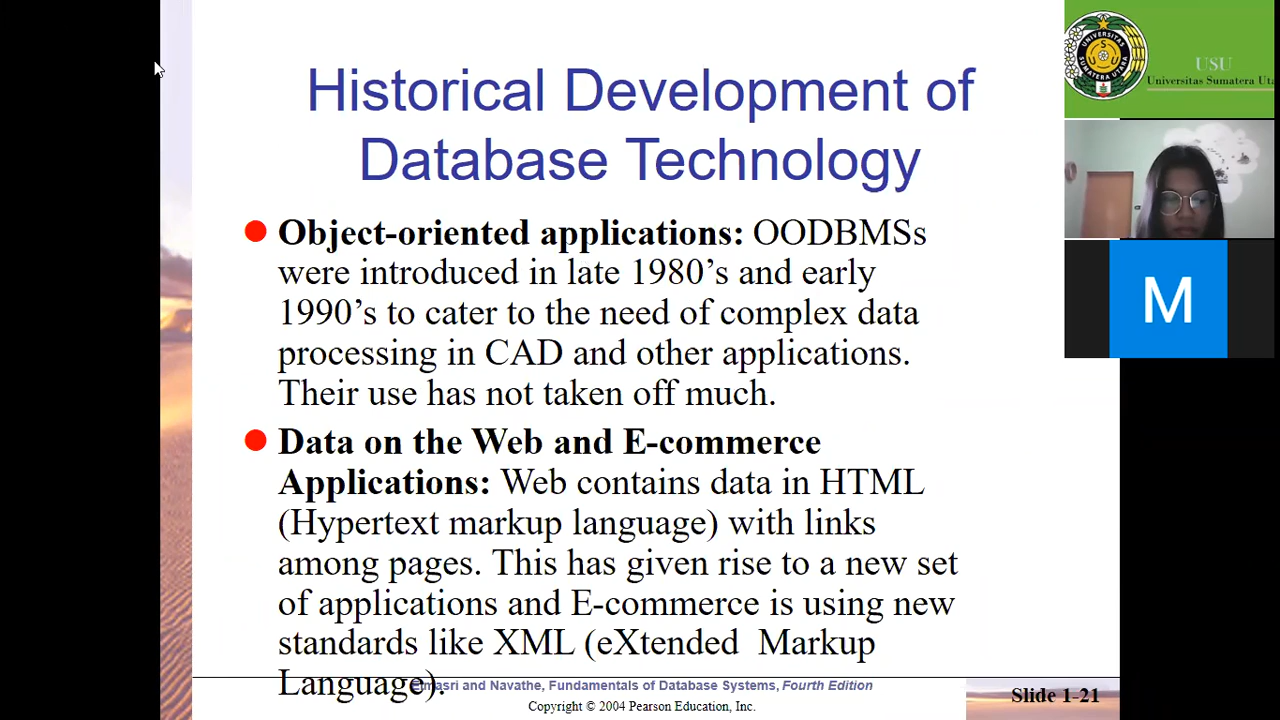 Historical Development of
Database Technology
Object-oriented applications: OODBMSs
were introduced in late 1980’s and early
1990’s to cater to the need of complex data
processing in CAD and other applications.
Their use has not taken off much.
Data on the Web and E-commerce
Applications: Web contains data in HTML
(Hypertext markup language) with links
among pages. This has given rise to a new set
of applications and E-commerce is using new
standards like XML (eXtended Markup
Language).
Elmasri and Navathe, Fundamentals of Database Systems, Fourth Edition
Copyright © 2004 Pearson Education, Inc.
Slide 1-21
UNIVERSITAS
SUMATERA UTARA
USU
Universitas Sumatera Uta
M